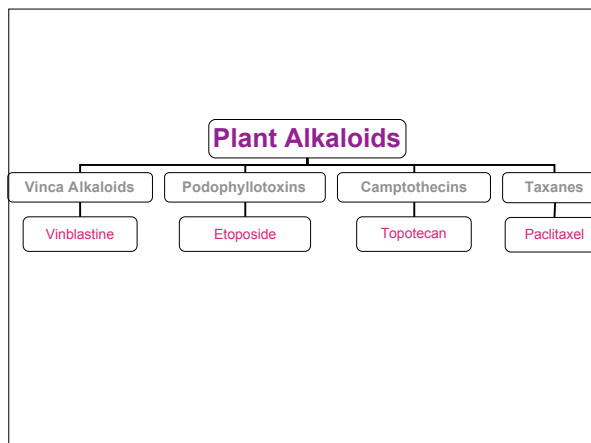 Plant Alkaloids
Vinca Alkaloids
Podophyllotoxins
Camptothecins
Taxanes
Vinblastine
Etoposide
Topotecan
Paclitaxel